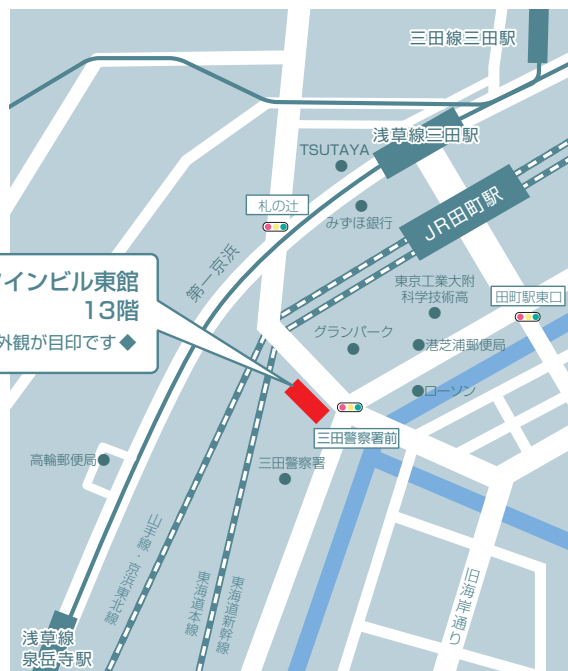 三田線三田駅
浅草線三田駅
TSUTAYA
札の辻
みずほ銀行
JR田町駅
第一京浜
インビル東館
13階
外観が目印です◆
東京工業大附
科学技術高
田町駅東口
グランパーク
港芝浦郵便局
ローソン
三田警察署前
高輪郵便局
三田警察署
山手線・京浜東北線
東海道本線
東海道新幹線
旧海岸通り
浅草線
泉岳寺駅